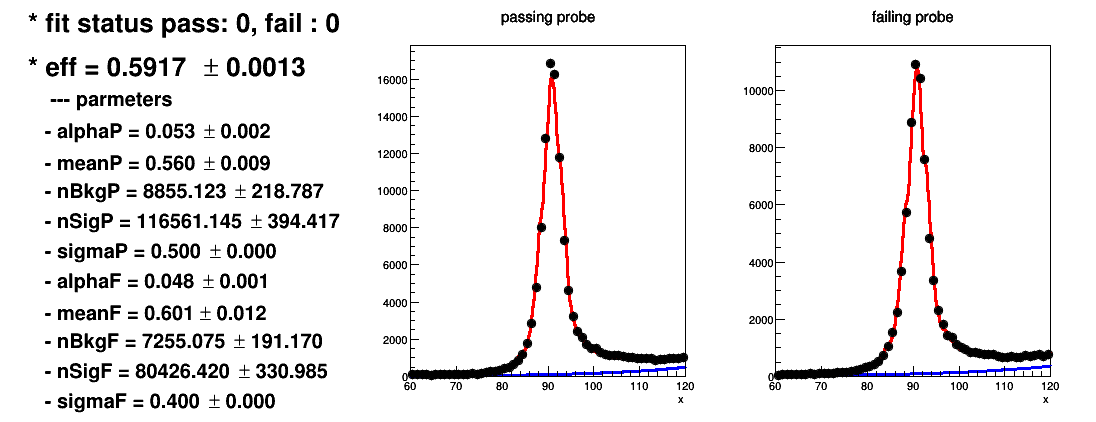 * fit status pass: 0, fail : 0
* eff = 0.5917 ± 0.0013
--- parmeters
- alphaP = 0.053 ± 0.002
- meanP = 0.560 ± 0.009
- nBkgP = 8855.123 ± 218.787
- nSigP = 116561.145 ± 394.417
- sigmaP = 0.500 ± 0.000
- alphaF = 0.048 ± 0.001
- meanF = 0.601 ± 0.012
- nBkgF = 7255.075 ± 191.170
- nSigF = 80426.420 ± 330.985
- sigmaF = 0.400 ± 0.000
passing probe
16000
14000
12000
10000
8000
6000
4000
2000
0
60 70 80 90 100 110 120
x
failing probe
10000
8000
6000
4000
2000
0
60 70 80 90 100 110 120
x